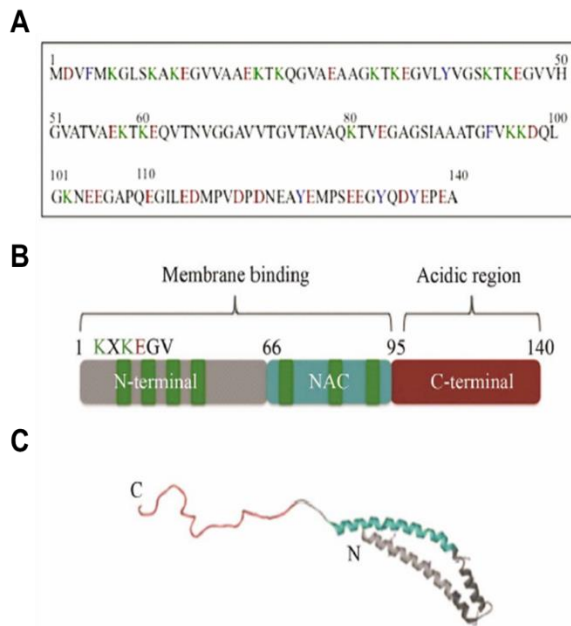 A
1 50
MDVFMKGLSKAKEGVVAAEKTKQGVAEAAGKTKEGVLYVGSKTKEGVVH
51 60 80 100
GVATVAEKTKEQVTNVGGAVVTGVTAVAQKTVEGAGSIAAATGFVKKDQL
101 110 140
GKNEEGAPQEGILEDMPVDPDNEAYEMPSEEGYQDYEPEA
B
Membrane binding Acidic region
1 KXKEGV 66 95 140
N-terminal NAC C-terminal
C
C
N